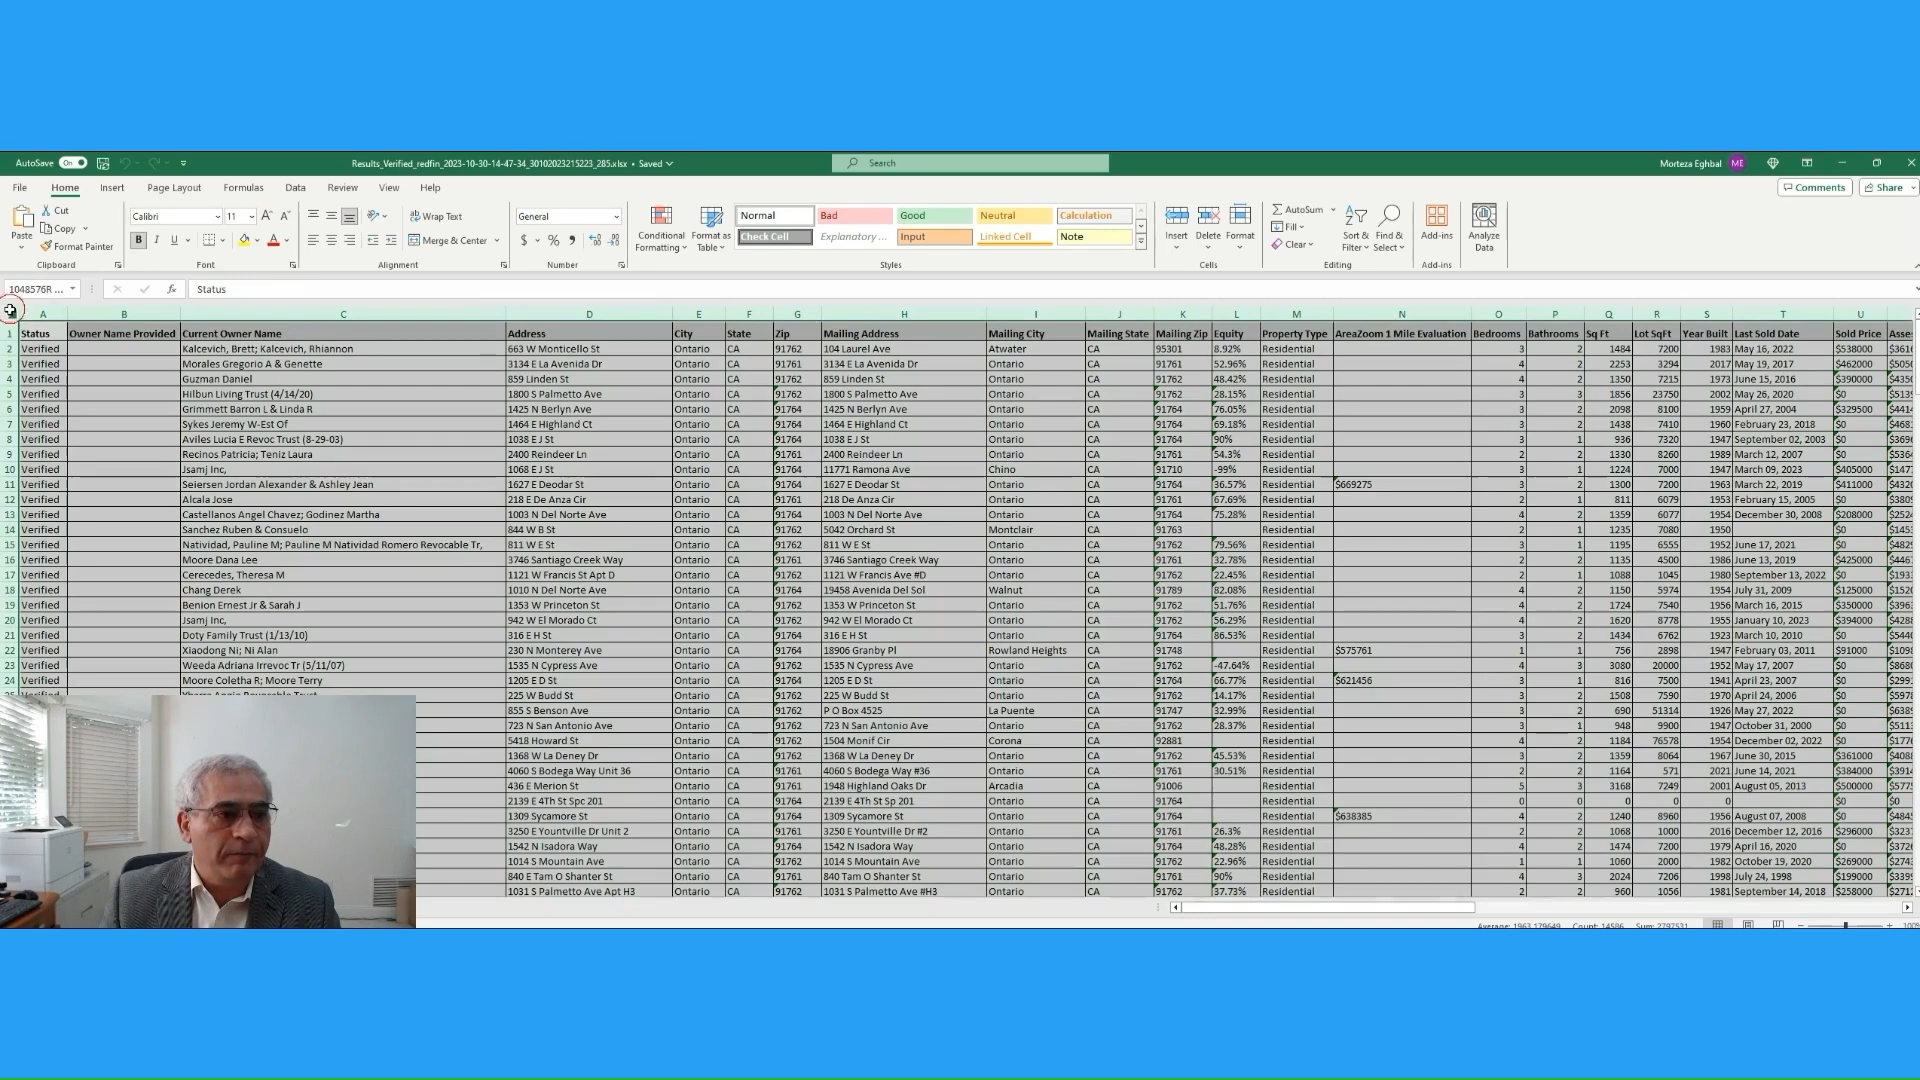 AutoSave On Results_Verified_redfin_2023-10-30-14-47-34_30102023215223_285.xlsx • Saved Search Morteza Eghbal ME
File Home Insert Page Layout Formulas Data Review View Help Comments Share
Paste Cut Copy Format Painter Clipboard
Calibri 11 A A B I U A Font
Wrap Text Merge & Center Alignment
General $ % Number
Conditional Formatting Format as Table Normal Bad Good Neutral Calculation
Check Cell Explanatory ... Input Linked Cell Note Styles
Insert Delete Format Cells
AutoSum Fill Clear Sort & Filter Find & Select Editing
Add-ins Add-ins Analyze Data
1048576R ... fx Status
A B C D E F G H I J K L M N O P Q R S T U
1 Status Owner Name Provided Current Owner Name Address City State Zip Mailing Address Mailing City Mailing State Mailing Zip Equity Property Type AreaZoom 1 Mile Evaluation Bedrooms Bathrooms Sq Ft Lot SqFt Year Built Last Sold Date Sold Price
2 Verified Kalcevich, Brett; Kalcevich, Rhiannon 663 W Monticello St Ontario CA 91762 104 Laurel Ave Atwater CA 95301 8.92% Residential 3 2 1484 7200 1983 May 16, 2022 $538000
3 Verified Morales Gregorio A & Genette 3134 E La Avenida Dr Ontario CA 91761 3134 E La Avenida Dr Ontario CA 91761 52.96% Residential 4 2 2253 3294 2017 May 19, 2017 $462000
4 Verified Guzman Daniel 859 Linden St Ontario CA 91762 859 Linden St Ontario CA 91762 48.42% Residential 4 2 1350 7215 1973 June 15, 2016 $390000
5 Verified Hilbun Living Trust (4/14/20) 1800 S Palmetto Ave Ontario CA 91762 1800 S Palmetto Ave Ontario CA 91762 28.15% Residential 3 3 1856 23750 2002 May 26, 2020 $0
6 Verified Grimmett Barron L & Linda R 1425 N Berlyn Ave Ontario CA 91764 1425 N Berlyn Ave Ontario CA 91764 76.05% Residential 3 2 2098 8100 1959 April 27, 2004 $329500
7 Verified Sykes Jeremy W-Est Of 1464 E Highland Ct Ontario CA 91764 1464 E Highland Ct Ontario CA 91764 69.18% Residential 3 2 1438 7410 1960 February 23, 2018 $0
8 Verified Aviles Lucia E Revoc Trust (8-29-03) 1038 E J St Ontario CA 91764 1038 E J St Ontario CA 91764 90% Residential 3 1 936 7320 1947 September 02, 2003 $0
9 Verified Recinos Patricia; Teniz Laura 2400 Reindeer Ln Ontario CA 91761 2400 Reindeer Ln Ontario CA 91761 54.3% Residential 2 2 1330 8260 1989 March 12, 2007 $0
10 Verified Jsamj Inc, 1068 E J St Ontario CA 91764 11771 Ramona Ave Chino CA 91710 -99% Residential 3 1 1224 7000 1947 March 09, 2023 $405000
11 Verified Seiersen Jordan Alexander & Ashley Jean 1627 E Deodar St Ontario CA 91764 1627 E Deodar St Ontario CA 91764 36.57% Residential $669275 3 2 1300 7200 1963 March 22, 2019 $411000
12 Verified Alcala Jose 218 E De Anza Cir Ontario CA 91761 218 De Anza Cir Ontario CA 91761 67.69% Residential 2 1 811 6079 1953 February 15, 2005 $0
13 Verified Castellanos Angel Chavez; Godinez Martha 1003 N Del Norte Ave Ontario CA 91764 1003 N Del Norte Ave Ontario CA 91764 75.28% Residential 4 2 1359 6077 1954 December 30, 2008 $208000
14 Verified Sanchez Ruben & Consuelo 844 W B St Ontario CA 91762 5042 Orchard St Montclair CA 91763 Residential 2 1 1235 7080 1950 $0
15 Verified Natividad, Pauline M; Pauline M Natividad Romero Revocable Tr, 811 W E St Ontario CA 91762 811 W E St Ontario CA 91762 79.56% Residential 3 1 1195 6555 1952 June 17, 2021 $0
16 Verified Moore Dana Lee 3746 Santiago Creek Way Ontario CA 91761 3746 Santiago Creek Way Ontario CA 91761 32.78% Residential 2 2 1135 4500 1986 June 13, 2019 $425000
17 Verified Cerecedes, Theresa M 1121 W Francis St Apt D Ontario CA 91762 1121 W Francis Ave #D Ontario CA 91762 22.45% Residential 2 1 1088 1045 1980 September 13, 2022 $0
18 Verified Chang Derek 1010 N Del Norte Ave Ontario CA 91764 19458 Avenida Del Sol Walnut CA 91789 82.08% Residential 4 2 1150 5974 1954 July 31, 2009 $125000
19 Verified Benion Ernest Jr & Sarah J 1353 W Princeton St Ontario CA 91762 1353 W Princeton St Ontario CA 91762 51.76% Residential 4 2 1724 7540 1956 March 16, 2015 $350000
20 Verified Jsamj Inc, 942 W El Morado Ct Ontario CA 91762 942 W El Morado Ct Ontario CA 91762 56.29% Residential 4 2 1620 8778 1955 January 10, 2023 $394000
21 Verified Doty Family Trust (1/13/10) 316 E H St Ontario CA 91764 316 E H St Ontario CA 91764 86.53% Residential 3 2 1434 6762 1923 March 10, 2010 $0
22 Verified Xiaodong Ni; Ni Alan 230 N Monterey Ave Ontario CA 91764 18906 Granby Pl Rowland Heights CA 91748 Residential $575761 1 1 756 2898 1947 February 03, 2011 $91000
23 Verified Weeda Adriana Irrevoc Tr (5/11/07) 1535 N Cypress Ave Ontario CA 91762 1535 N Cypress Ave Ontario CA 91762 -47.64% Residential 4 3 3080 20000 1952 May 17, 2007 $0
24 Verified Moore Coletha R; Moore Terry 1205 E D St Ontario CA 91764 1205 E D St Ontario CA 91764 66.77% Residential $621456 3 1 816 7500 1941 April 23, 2007 $0
225 W Budd St Ontario CA 91762 225 W Budd St Ontario CA 91762 14.17% Residential 3 2 1508 7590 1970 April 24, 2006 $0
855 S Benson Ave Ontario CA 91762 P O Box 4525 La Puente CA 91747 32.99% Residential 2 2 690 51314 1926 May 27, 2022 $0
723 N San Antonio Ave Ontario CA 91762 723 N San Antonio Ave Ontario CA 91762 28.37% Residential 3 1 948 9900 1947 October 31, 2000 $0
5418 Howard St Ontario CA 91762 1504 Monif Cir Corona CA 92881 Residential 4 2 1184 76578 1954 December 02, 2022 $0
1368 W La Deney Dr Ontario CA 91762 1368 W La Deney Dr Ontario CA 91762 45.53% Residential 3 2 1359 8064 1967 June 30, 2015 $361000
4060 S Bodega Way Unit 36 Ontario CA 91761 4060 S Bodega Way #36 Ontario CA 91761 30.51% Residential 2 2 1164 571 2021 June 14, 2021 $384000
436 E Merion St Ontario CA 91761 1948 Highland Oaks Dr Arcadia CA 91006 Residential 5 3 3168 7249 2001 August 05, 2013 $500000
2139 E 4Th St Spc 201 Ontario CA 91764 2139 E 4Th St Sp 201 Ontario CA 91764 Residential 0 0 0 0 0 $0 $0
1309 Sycamore St Ontario CA 91764 1309 Sycamore St Ontario CA 91764 Residential $638385 4 2 1240 8960 1956 August 07, 2008 $0
3250 E Yountville Dr Unit 2 Ontario CA 91761 3250 E Yountville Dr #2 Ontario CA 91761 26.3% Residential 2 2 1068 1000 2016 December 12, 2016 $296000
1542 N Isadora Way Ontario CA 91764 1542 N Isadora Way Ontario CA 91764 48.28% Residential 4 2 1474 7200 1979 April 16, 2020 $0
1014 S Mountain Ave Ontario CA 91762 1014 S Mountain Ave Ontario CA 91762 22.96% Residential 1 1 1060 2000 1982 October 19, 2020 $269000
840 E Tam O Shanter St Ontario CA 91761 840 Tam O Shanter St Ontario CA 91761 90% Residential 4 3 2024 7206 1998 July 24, 1998 $199000
1031 S Palmetto Ave Apt H3 Ontario CA 91762 1031 S Palmetto Ave #H3 Ontario CA 91762 37.73% Residential 2 2 960 1056 1981 September 14, 2018 $258000
Average: 1963.179649 Count: 14586 Sum: 2797531